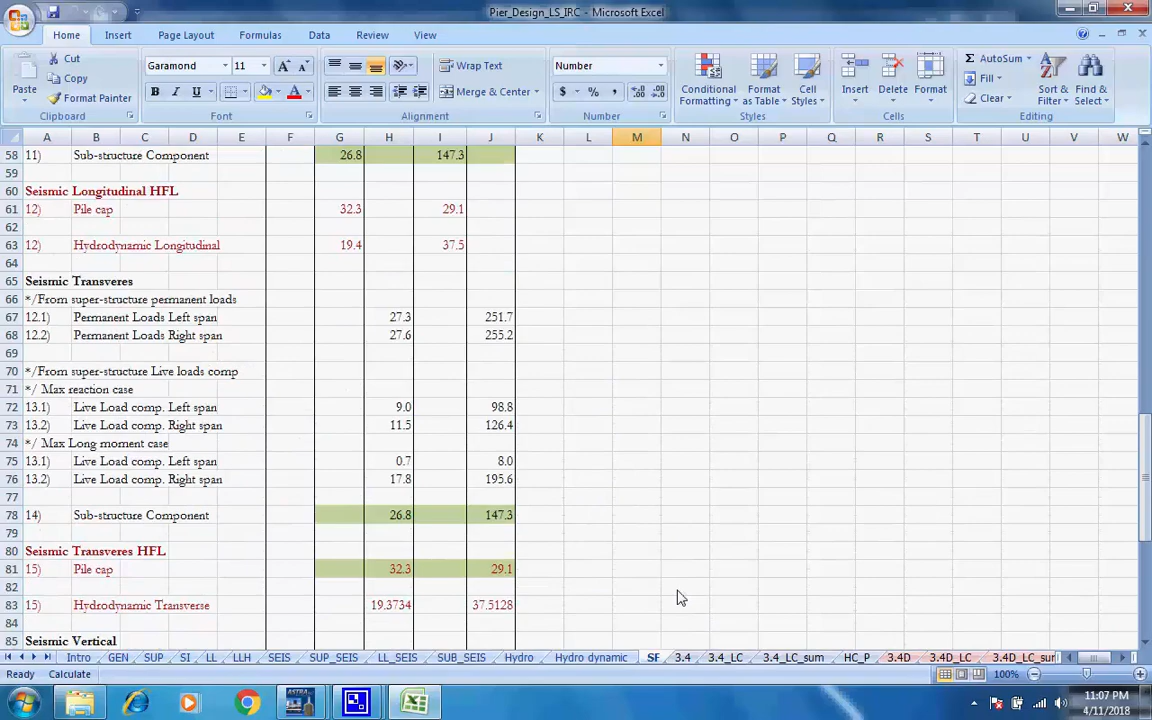 Pier_Design_LS_IRC - Microsoft Excel
Home Insert Page Layout Formulas Data Review View
Cut Garamond 11 Wrap Text Number AutoSum
Copy Fill
Paste Format Painter B I U A Merge & Center $ % , Conditional Formatting Format as Table Cell Styles Insert Delete Format Clear Sort & Filter Find & Select
Clipboard Font Alignment Number Styles Cells Editing
A B C D E F G H I J K L M N O P Q R S T U V W
58 11) Sub-structure Component 26.8 147.3
59
60 Seismic Longitudinal HFL
61 12) Pile cap 32.3 29.1
62
63 12) Hydrodynamic Longitudinal 19.4 37.5
64
65 Seismic Transveres
66 */From super-structure permanent loads
67 12.1) Permanent Loads Left span 27.3 251.7
68 12.2) Permanent Loads Right span 27.6 255.2
69
70 */From super-structure Live loads comp
71 */ Max reaction case
72 13.1) Live Load comp. Left span 9.0 98.8
73 13.2) Live Load comp. Right span 11.5 126.4
74 */ Max Long moment case
75 13.1) Live Load comp. Left span 0.7 8.0
76 13.2) Live Load comp. Right span 17.8 195.6
77
78 14) Sub-structure Component 26.8 147.3
79
80 Seismic Transveres HFL
81 15) Pile cap 32.3 29.1
82
83 15) Hydrodynamic Transverse 19.3734 37.5128
84
85 Seismic Vertical
Intro GEN SUP SI LL LLH SEIS SUP_SEIS LL_SEIS SUB_SEIS Hydro Hydro dynamic SF 3.4 3.4_LC 3.4_LC_sum HC_P 3.4D 3.4D_LC 3.4D_LC_sum
Ready Calculate 100%
ASTRA
11:07 PM
4/11/2018